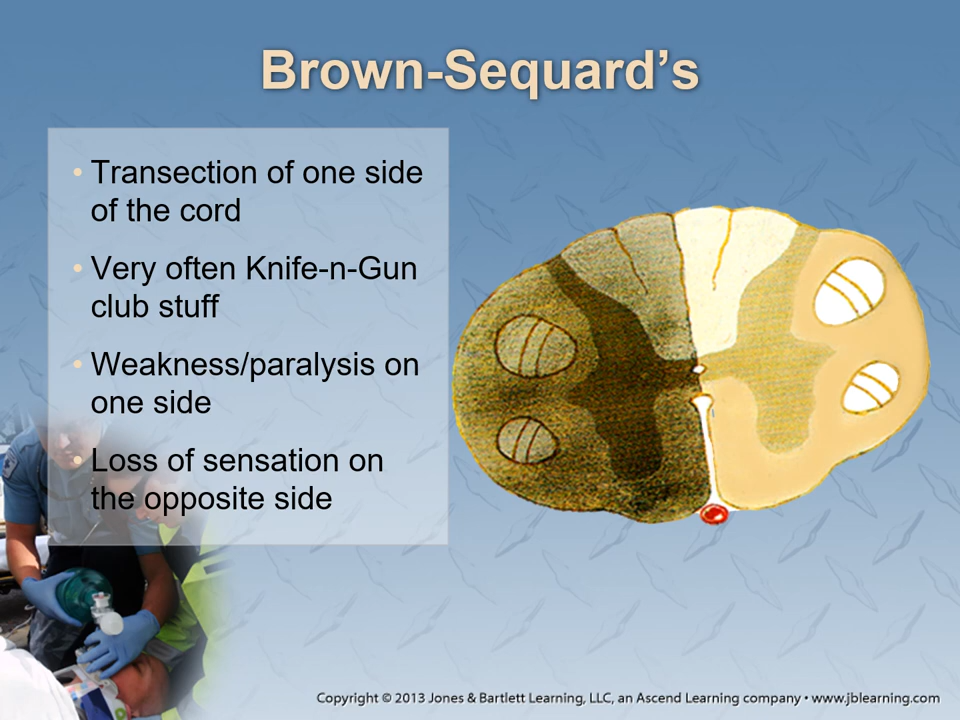 Brown-Sequard’s
• Transection of one side
of the cord
• Very often Knife-n-Gun
club stuff
• Weakness/paralysis on
one side
• Loss of sensation on
the opposite side
Copyright © 2013 Jones & Bartlett Learning, LLC, an Ascend Learning company • www.jblearning.com